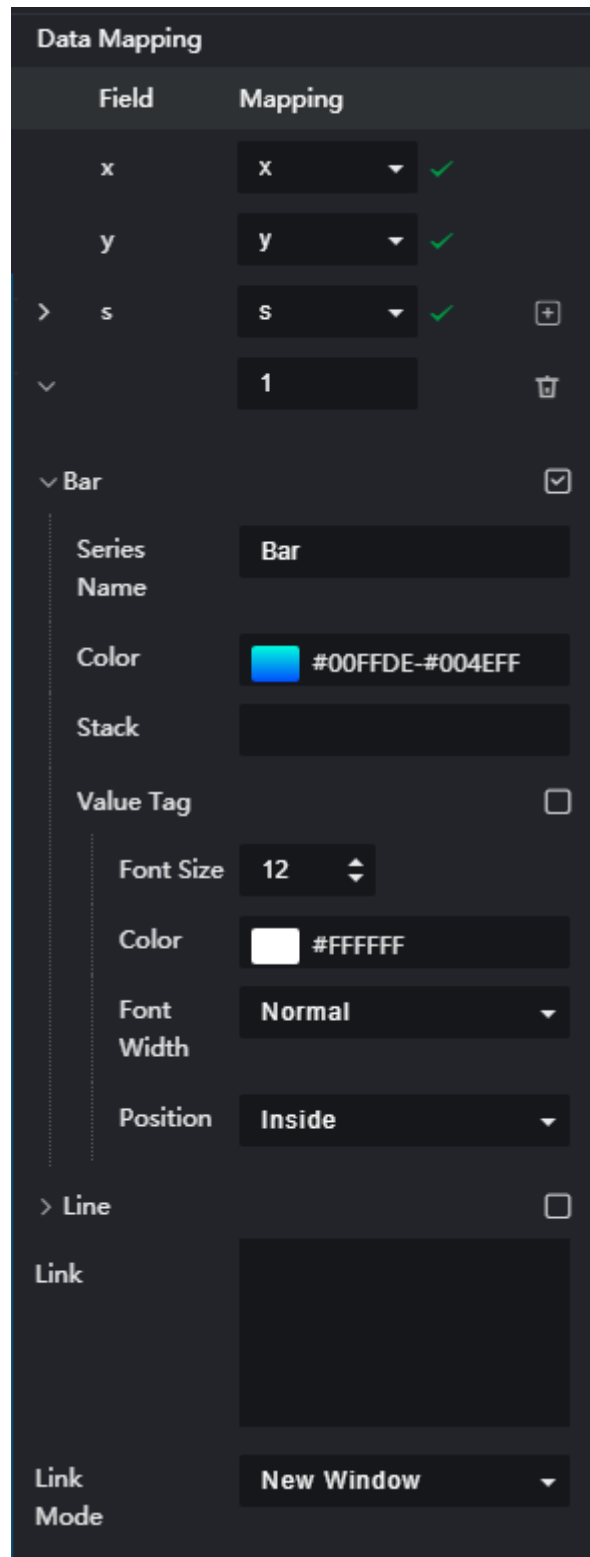 Data Mapping
Field Mapping
x x
y y
s s
1
Bar
Series
Name
Bar
Color #00FFDE-#004EFF
Stack
Value Tag
Font Size 12
Color #FFFFFF
Font
Width
Normal
Position Inside
Line
Link
Link
Mode
New Window